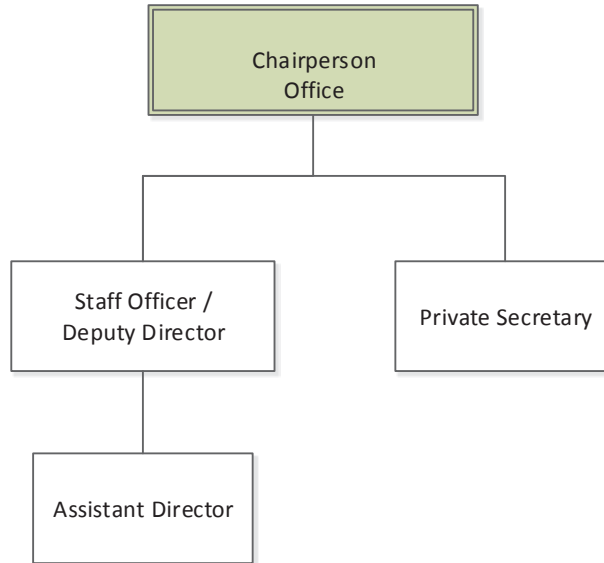 Chairperson
Office
Staff Officer /
Deputy Director
Private Secretary
Assistant Director